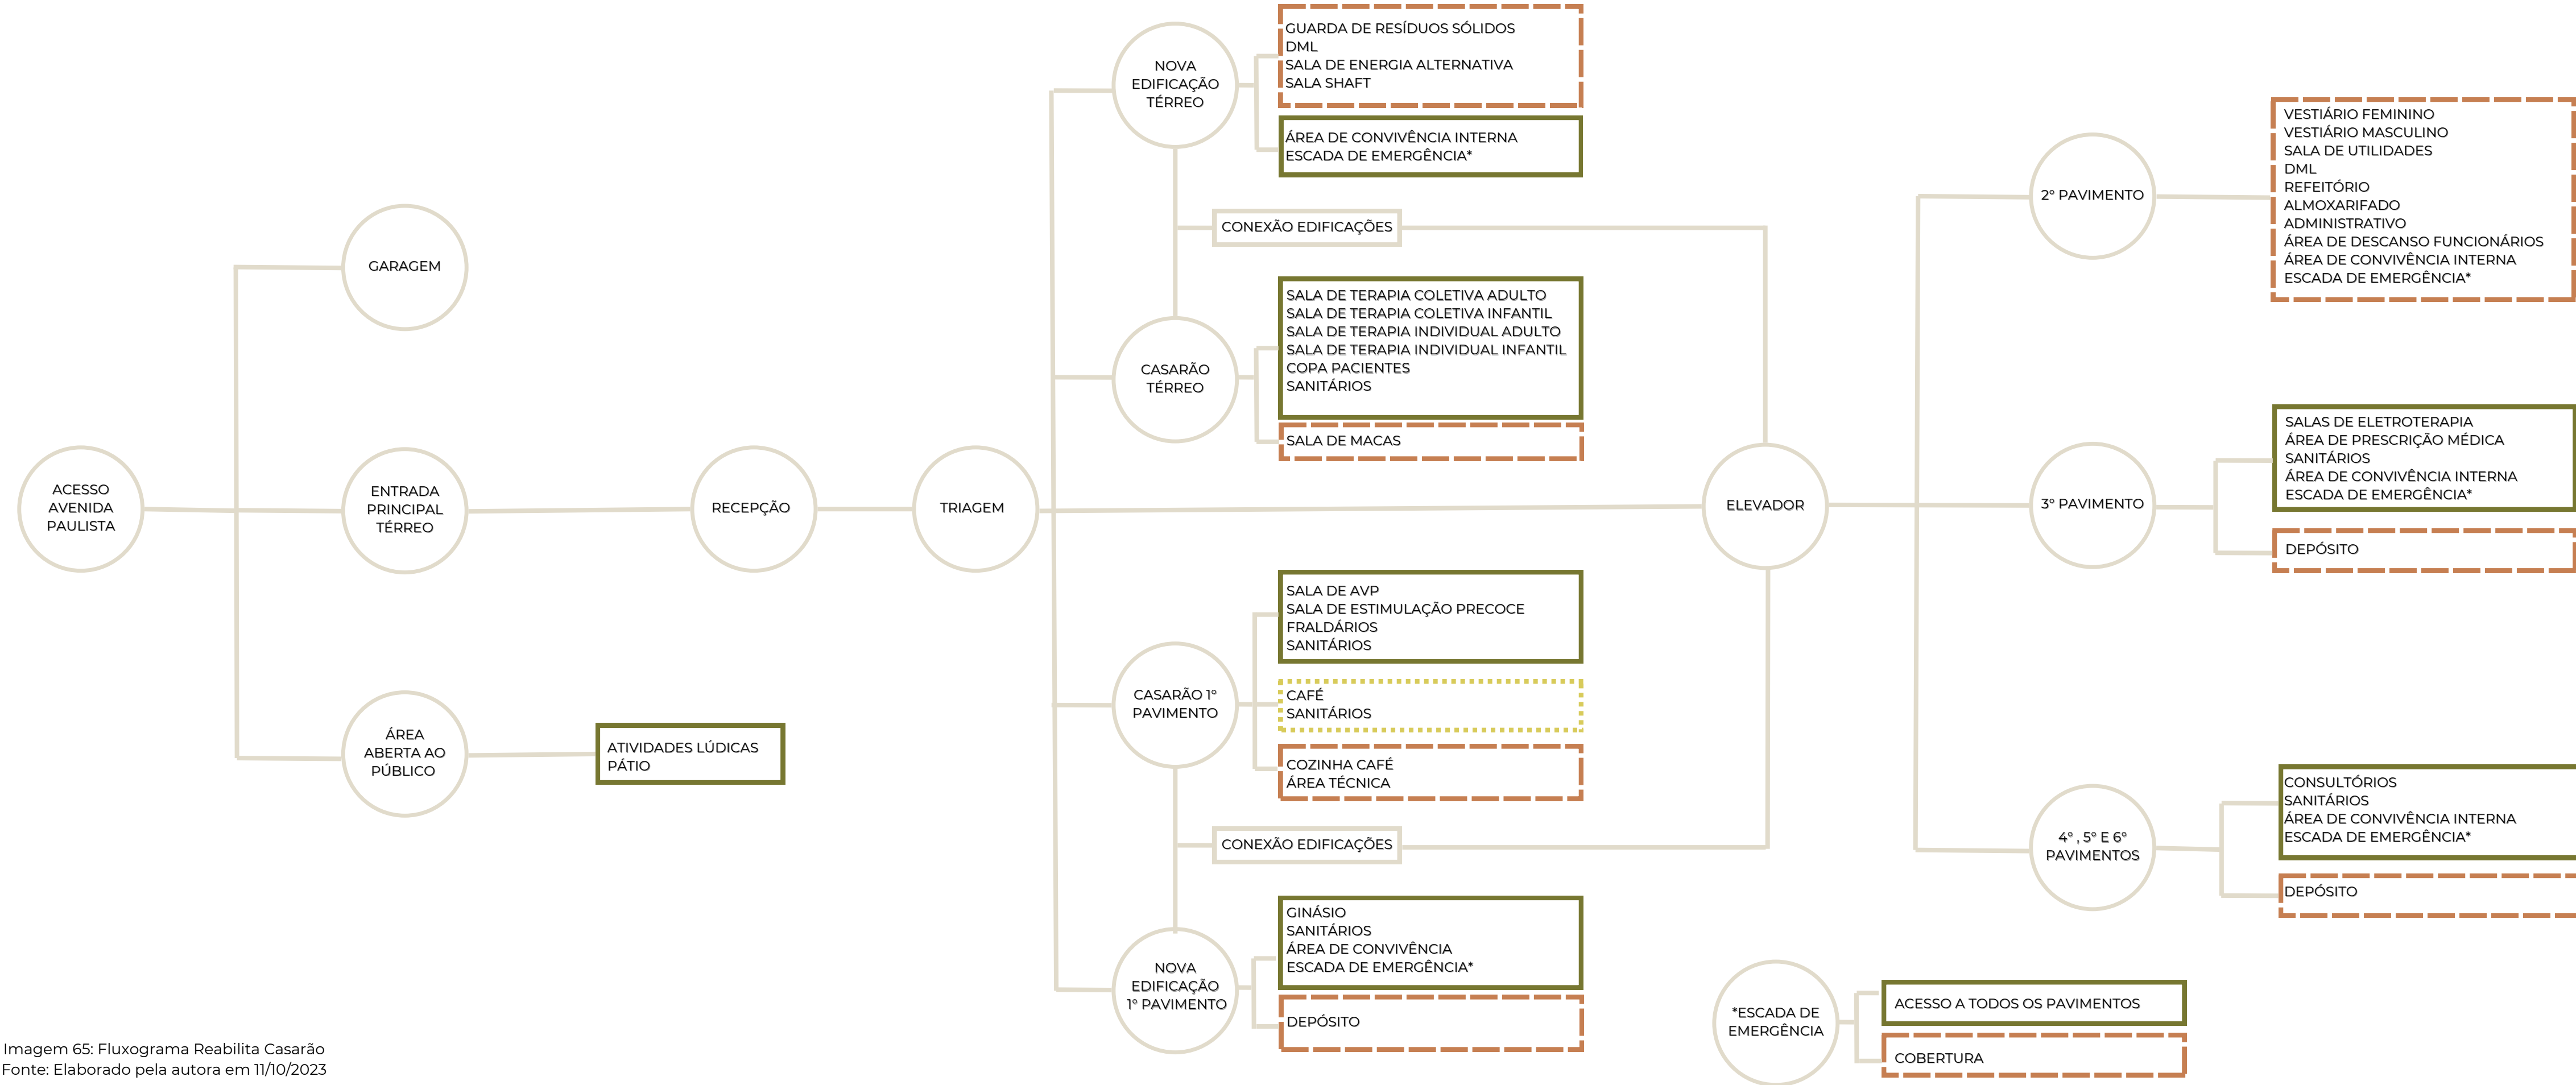 ACESSO
AVENIDA
PAULISTA
GARAGEM
ENTRADA
PRINCIPAL
TÉRREO
ÁREA
ABERTA AO
PÚBLICO
ATIVIDADES LÚDICAS
PÁTIO
RECEPÇÃO
TRIAGEM
NOVA
EDIFICAÇÃO
TÉRREO
GUARDA DE RESÍDUOS SÓLIDOS
DML
SALA DE ENERGIA ALTERNATIVA
SALA SHAFT
ÁREA DE CONVIVÊNCIA INTERNA
ESCADA DE EMERGÊNCIA*
CONEXÃO EDIFICAÇÕES
CASARÃO
TÉRREO
SALA DE TERAPIA COLETIVA ADULTO
SALA DE TERAPIA COLETIVA INFANTIL
SALA DE TERAPIA INDIVIDUAL ADULTO
SALA DE TERAPIA INDIVIDUAL INFANTIL
COPA PACIENTES
SANITÁRIOS
SALA DE MACAS
CASARÃO 1°
PAVIMENTO
SALA DE AVP
SALA DE ESTIMULAÇÃO PRECOCE
FRALDÁRIOS
SANITÁRIOS
CAFÉ
SANITÁRIOS
COZINHA CAFÉ
ÁREA TÉCNICA
CONEXÃO EDIFICAÇÕES
NOVA
EDIFICAÇÃO
1° PAVIMENTO
GINÁSIO
SANITÁRIOS
ÁREA DE CONVIVÊNCIA
ESCADA DE EMERGÊNCIA*
DEPÓSITO
ELEVADOR
2° PAVIMENTO
VESTIÁRIO FEMININO
VESTIÁRIO MASCULINO
SALA DE UTILIDADES
DML
REFEITÓRIO
ALMOXARIFADO
ADMINISTRATIVO
ÁREA DE DESCANSO FUNCIONÁRIOS
ÁREA DE CONVIVÊNCIA INTERNA
ESCADA DE EMERGÊNCIA*
3° PAVIMENTO
SALAS DE ELETROTERAPIA
ÁREA DE PRESCRIÇÃO MÉDICA
SANITÁRIOS
ÁREA DE CONVIVÊNCIA INTERNA
ESCADA DE EMERGÊNCIA*
DEPÓSITO
4° , 5° E 6°
PAVIMENTOS
CONSULTÓRIOS
SANITÁRIOS
ÁREA DE CONVIVÊNCIA INTERNA
ESCADA DE EMERGÊNCIA*
DEPÓSITO
*ESCADA DE
EMERGÊNCIA
ACESSO A TODOS OS PAVIMENTOS
COBERTURA
Imagem 65: Fluxograma Reabilita Casarão
Fonte: Elaborado pela autora em 11/10/2023